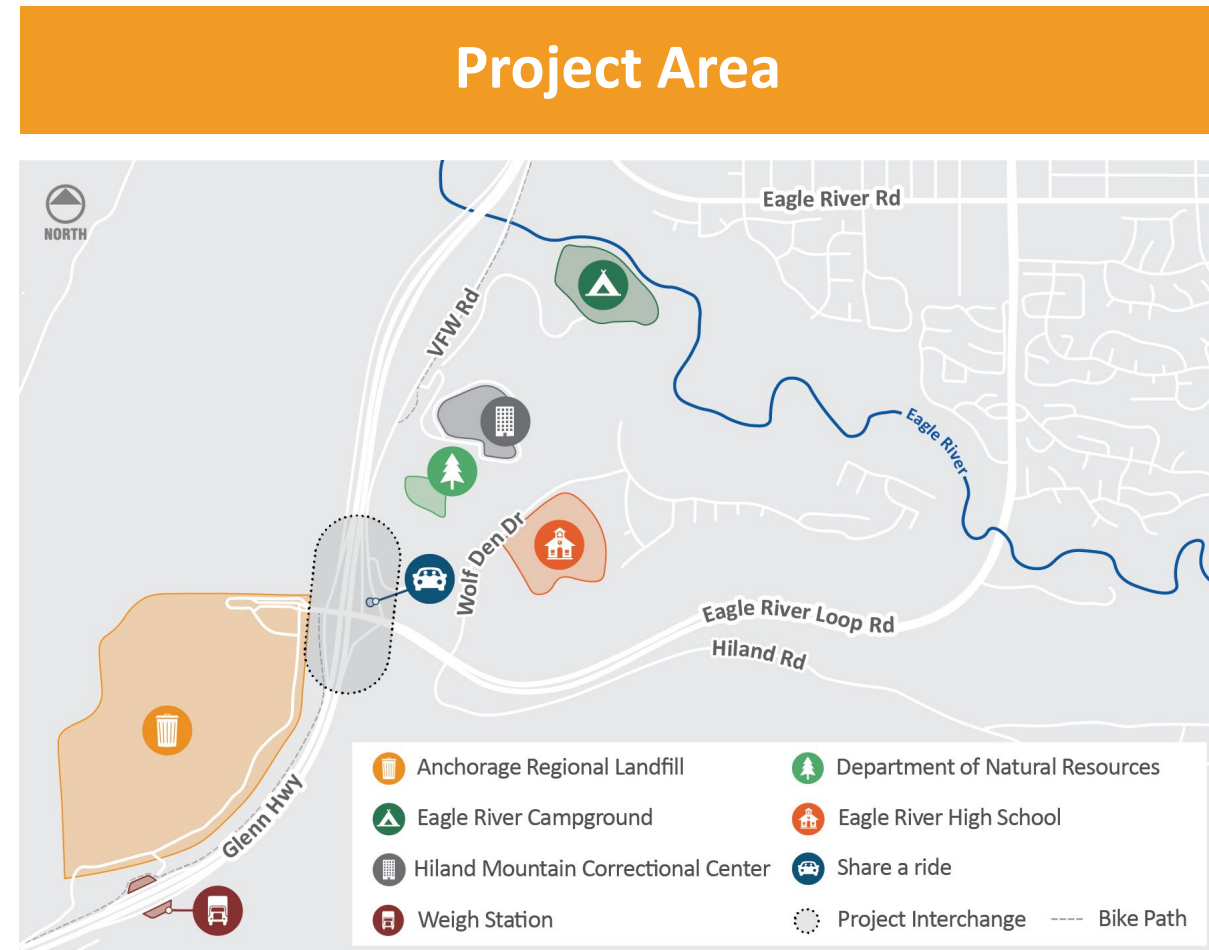 Project Area
NORTH
Eagle River Rd
VFW Rd
Eagle River
Wolf Den Dr
Eagle River Loop Rd
Hiland Rd
Glenn Hwy
Anchorage Regional Landfill
Department of Natural Resources
Eagle River Campground
Eagle River High School
Hiland Mountain Correctional Center
Share a ride
Weigh Station
Project Interchange
Bike Path